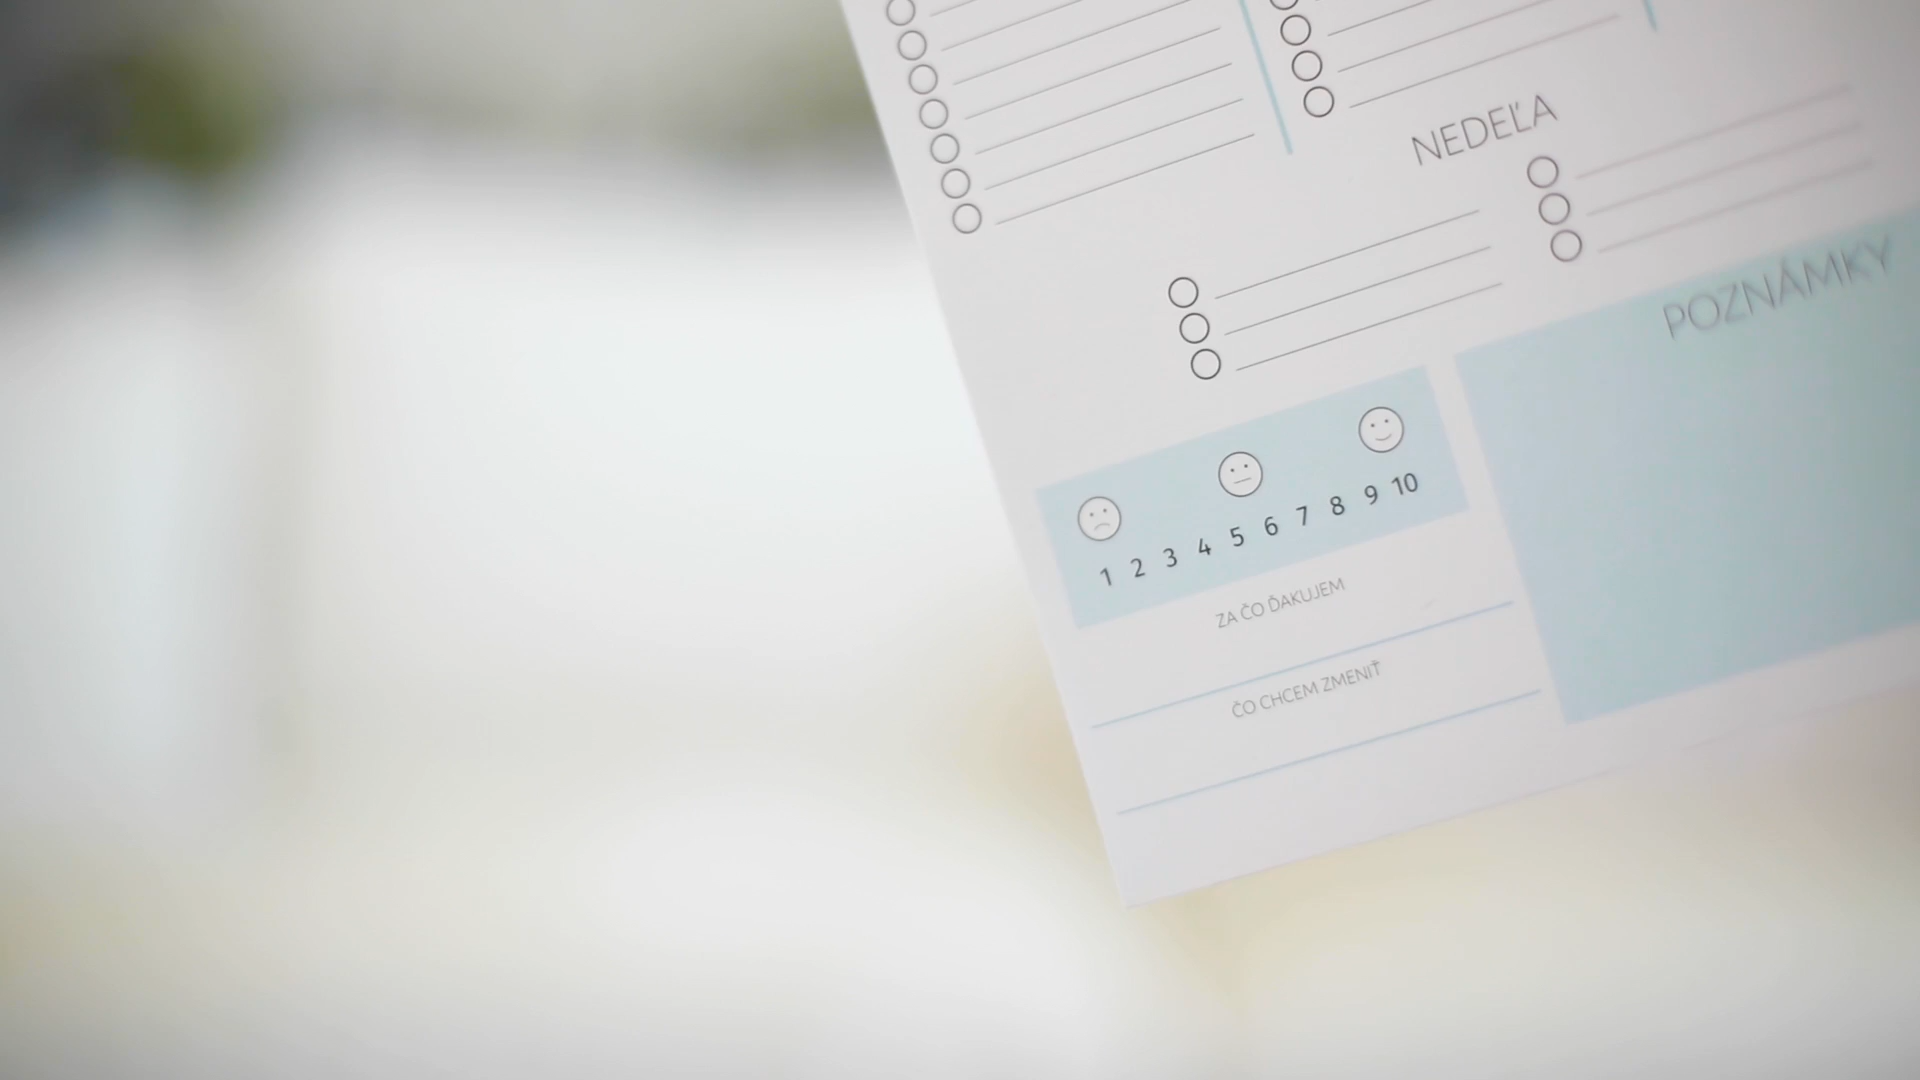 NEDEĽA
POZNÁMKY
1 2 3 4 5 6 7 8 9 10
ZA ČO ĎAKUJEM
ČO CHCEM ZMENIŤ